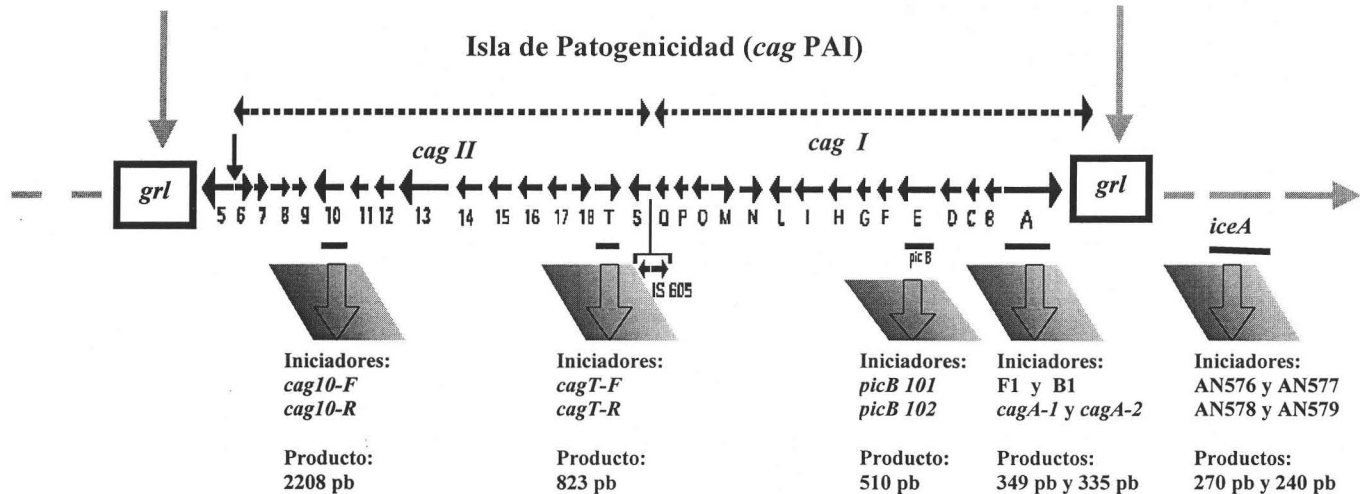 Isla de Patogenicidad (cag PAI)
cag II
cag I
grl
grl
5 6 7 8 9 10 11 12 13 14 15 16 17 18 T S Q P O M N L I H G F E D C B A
iceA
pic B
IS 605
Iniciadores:
cag10-F
cag10-R
Producto:
2208 pb
Iniciadores:
cagT-F
cagT-R
Producto:
823 pb
Iniciadores:
picB 101
picB 102
Producto:
510 pb
Iniciadores:
F1 y B1
cagA-1 y cagA-2
Productos:
349 pb y 335 pb
Iniciadores:
AN576 y AN577
AN578 y AN579
Productos:
270 pb y 240 pb